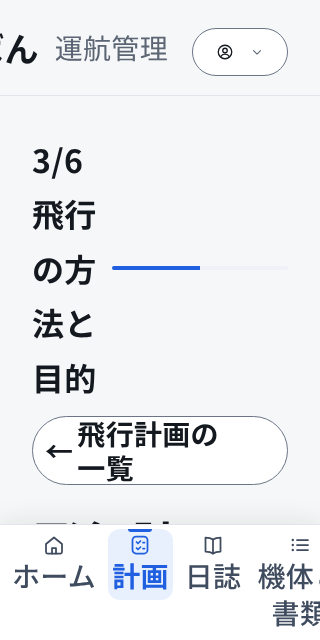 ん 運航管理
3/6
飛行
の方
法と
目的
← 飛行計画の
一覧
ホーム 計画 日誌 機体
書類